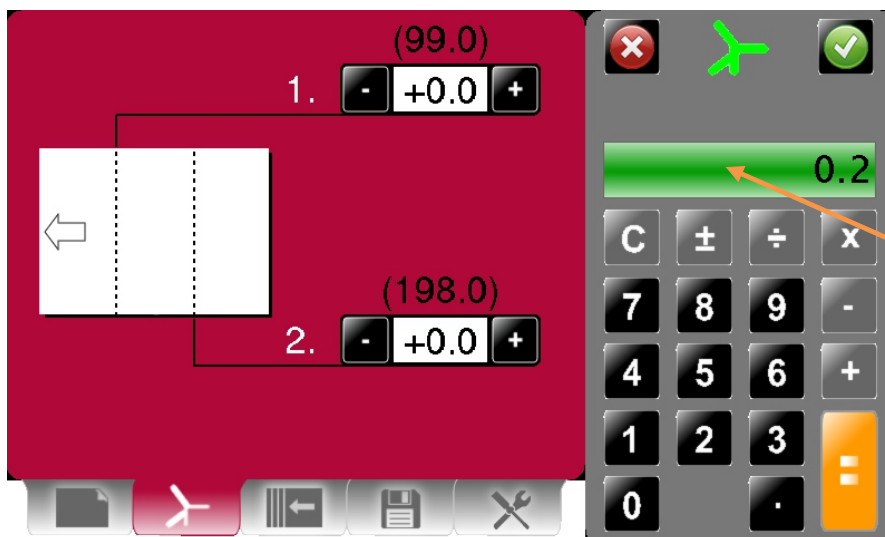 (99.0)
1. - +0.0 +
(198.0)
2. - +0.0 +
0.2
C ± ÷ x
7 8 9 -
4 5 6 +
1 2 3 =
0 .